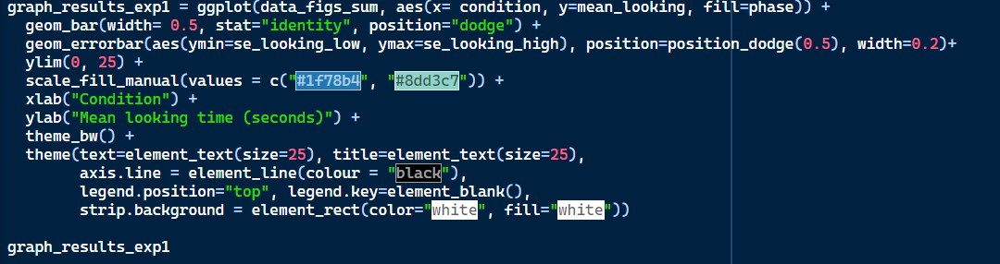 graph_results_exp1 = ggplot(data_figs_sum, aes(x= condition, y=mean_looking, fill=phase)) +
  geom_bar(width= 0.5, stat="identity", position="dodge") +
  geom_errorbar(aes(ymin=se_looking_low, ymax=se_looking_high), position=position_dodge(0.5), width=0.2)+
  ylim(0, 25) +
  scale_fill_manual(values = c("#1f78b4", "#8dd3c7")) +
  xlab("Condition") +
  ylab("Mean looking time (seconds)") +
  theme_bw() +
  theme(text=element_text(size=25), title=element_text(size=25),
        axis.line = element_line(colour = "black"),
        legend.position="top", legend.key=element_blank(),
        strip.background = element_rect(color="white", fill="white"))

graph_results_exp1